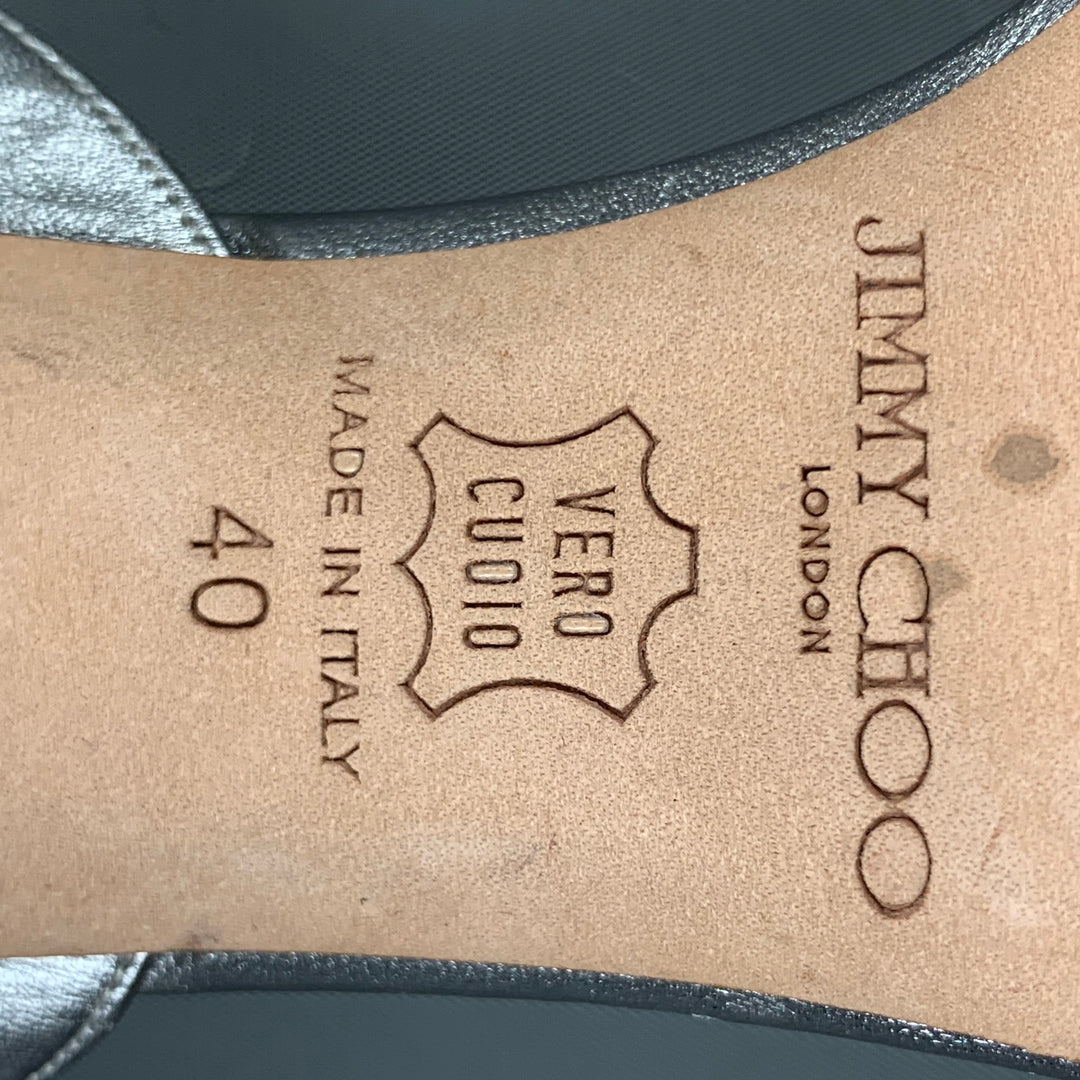 JIMMY CHOO
LONDON
VERO
CUOIO
MADE IN ITALY
40